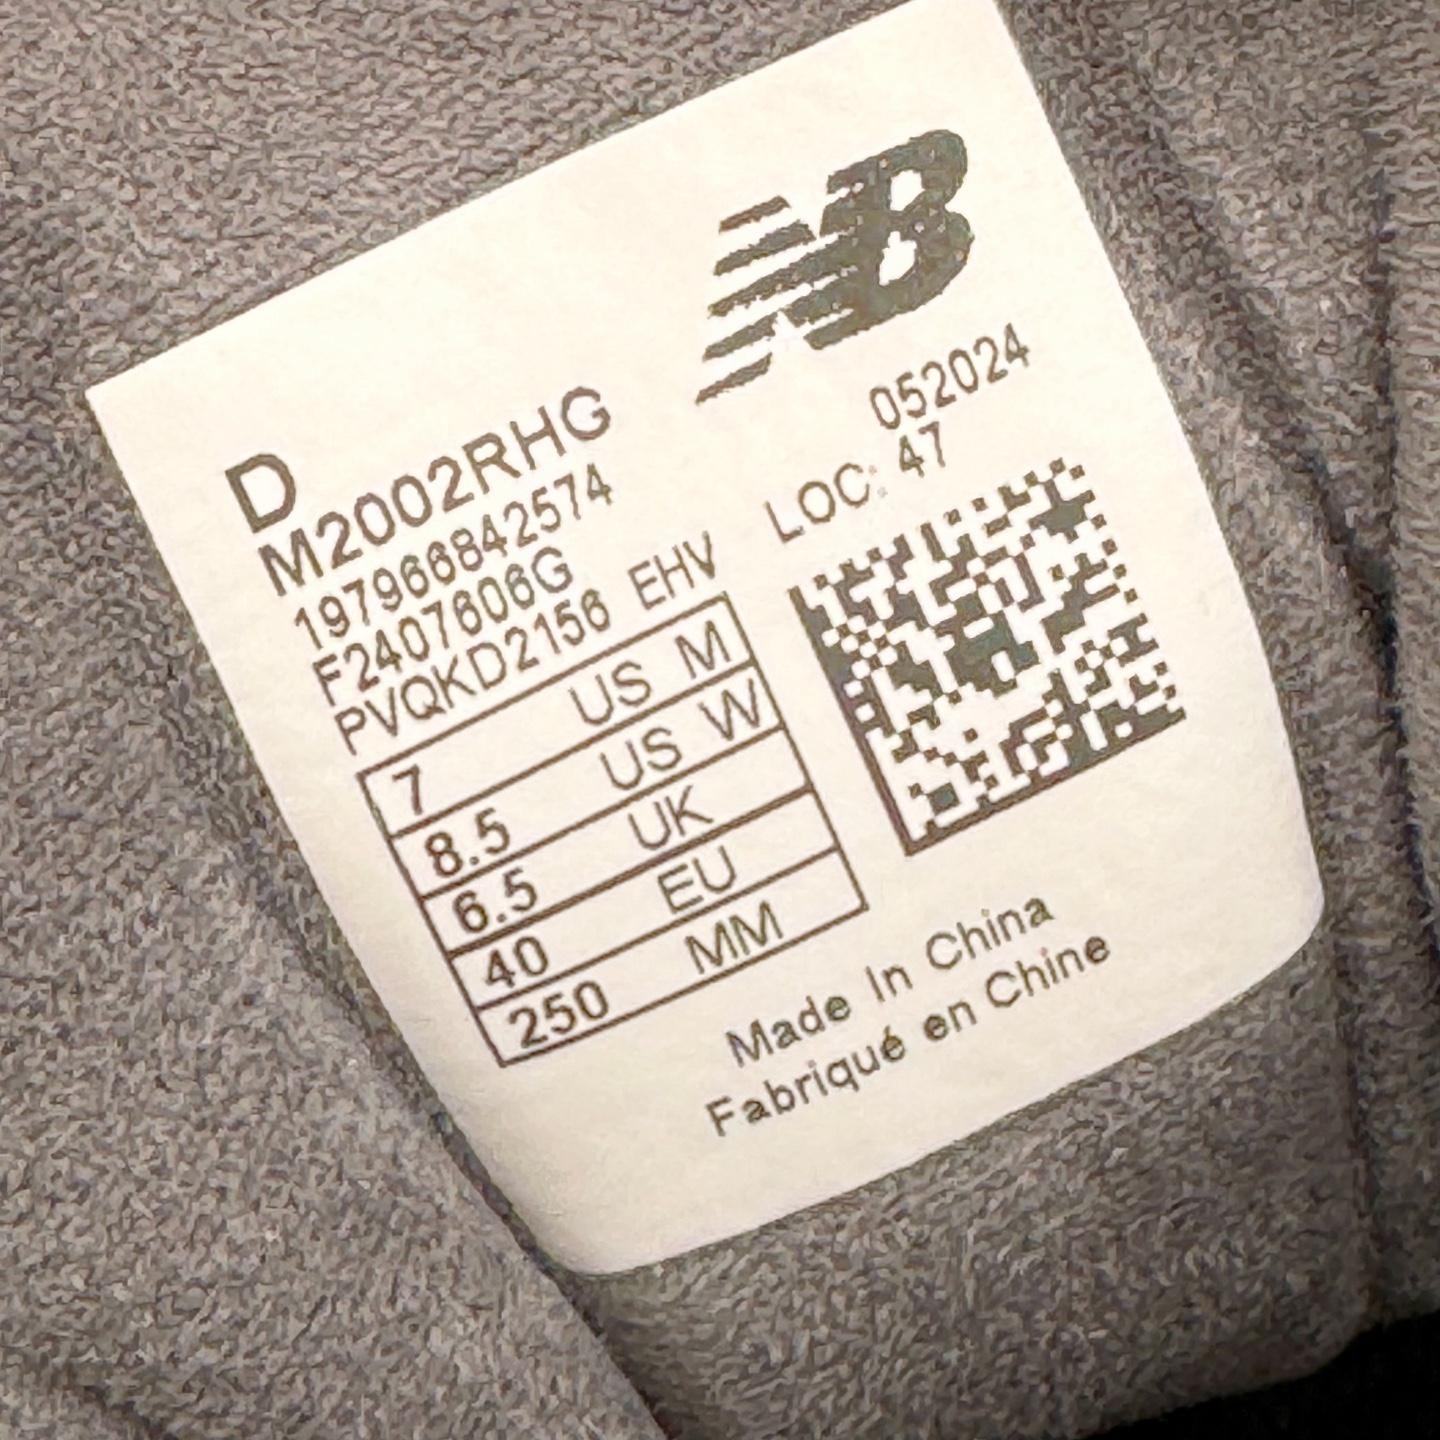 NB
052024
LOC: 47
D
M2002RHG
197966842574
F2407606G
PVQKD2156 EHV
7 US M
8.5 US W
6.5 UK
40 EU
250 MM
Made In China
Fabriqué en Chine